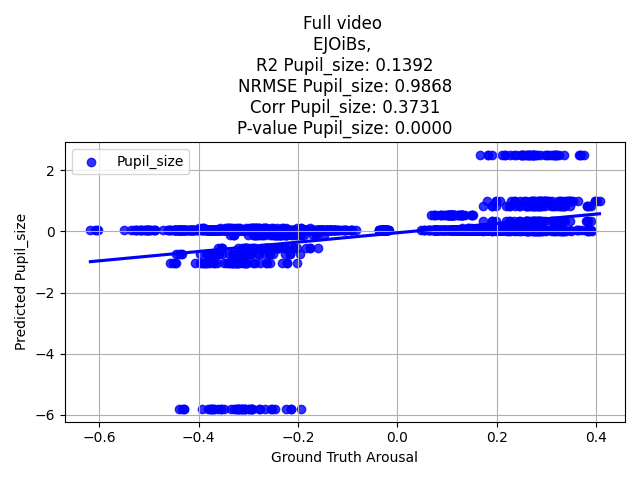 Full video
EJOiBs,
R2 Pupil_size: 0.1392
NRMSE Pupil_size: 0.9868
Corr Pupil_size: 0.3731
P-value Pupil_size: 0.0000
Pupil_size
Predicted Pupil_size
2
0
−2
−4
−6
−0.6
−0.4
−0.2
0.0
0.2
0.4
Ground Truth Arousal